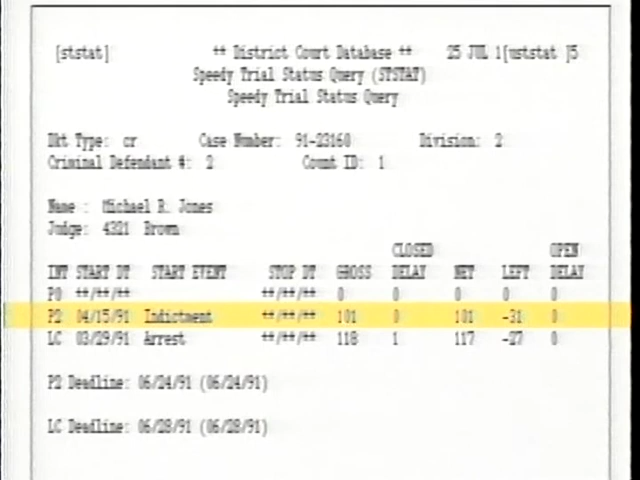 [ststat] ** District Court Database ** 25 JUL 1[ststat ]5
Speedy Trial Status Query (STSTAT)
Speedy Trial Status Query
Dkt Type: cr Case Number: 91-23160 Division: 2
Criminal Defendant #: 2 Count ID: 1
Name : Michael R. Jones
Judge: 4321 Brown
CLOSED OPEN
INT START DT START EVENT STOP DT GROSS DELAY NET LEFT DELAY
P0 **/**/** **/**/** 0 0 0 0 0
P2 04/15/91 Indictment **/**/** 101 0 101 -31 0
LC 03/29/91 Arrest **/**/** 118 1 117 -27 0
P2 Deadline: 06/24/91 (06/24/91)
LC Deadline: 06/28/91 (06/28/91)